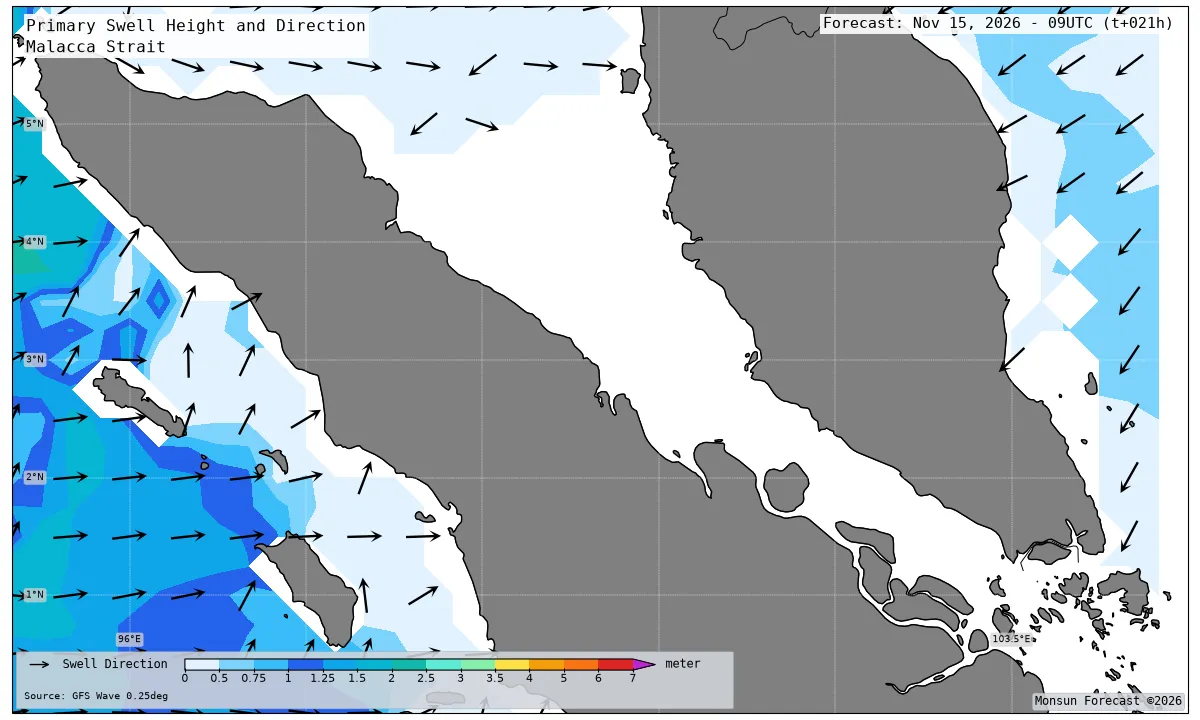 Primary Swell Height and Direction
Malacca Strait
Forecast: Nov 15, 2026 - 09UTC (t+021h)
5°N
4°N
3°N
2°N
1°N
96°E
103.5°E
Swell Direction
0 0.5 0.75 1 1.25 1.5 2 2.5 3 3.5 4 5 6 7
meter
Source: GFS Wave 0.25deg
Monsun Forecast ©2026